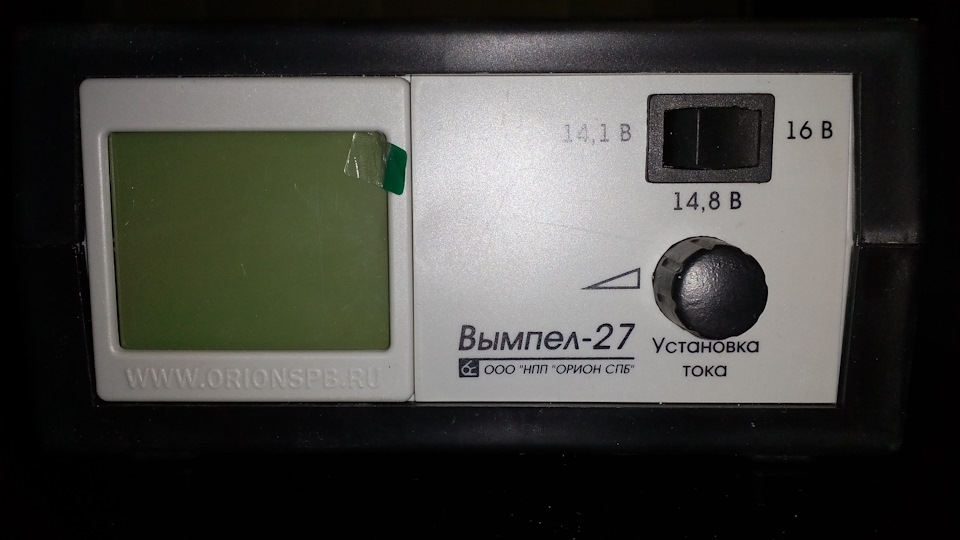 14,1 В
16 В
14,8 В
Вымпел-27
ООО "НПП "ОРИОН СПБ"
Установка
тока
WWW.ORIONSPB.RU